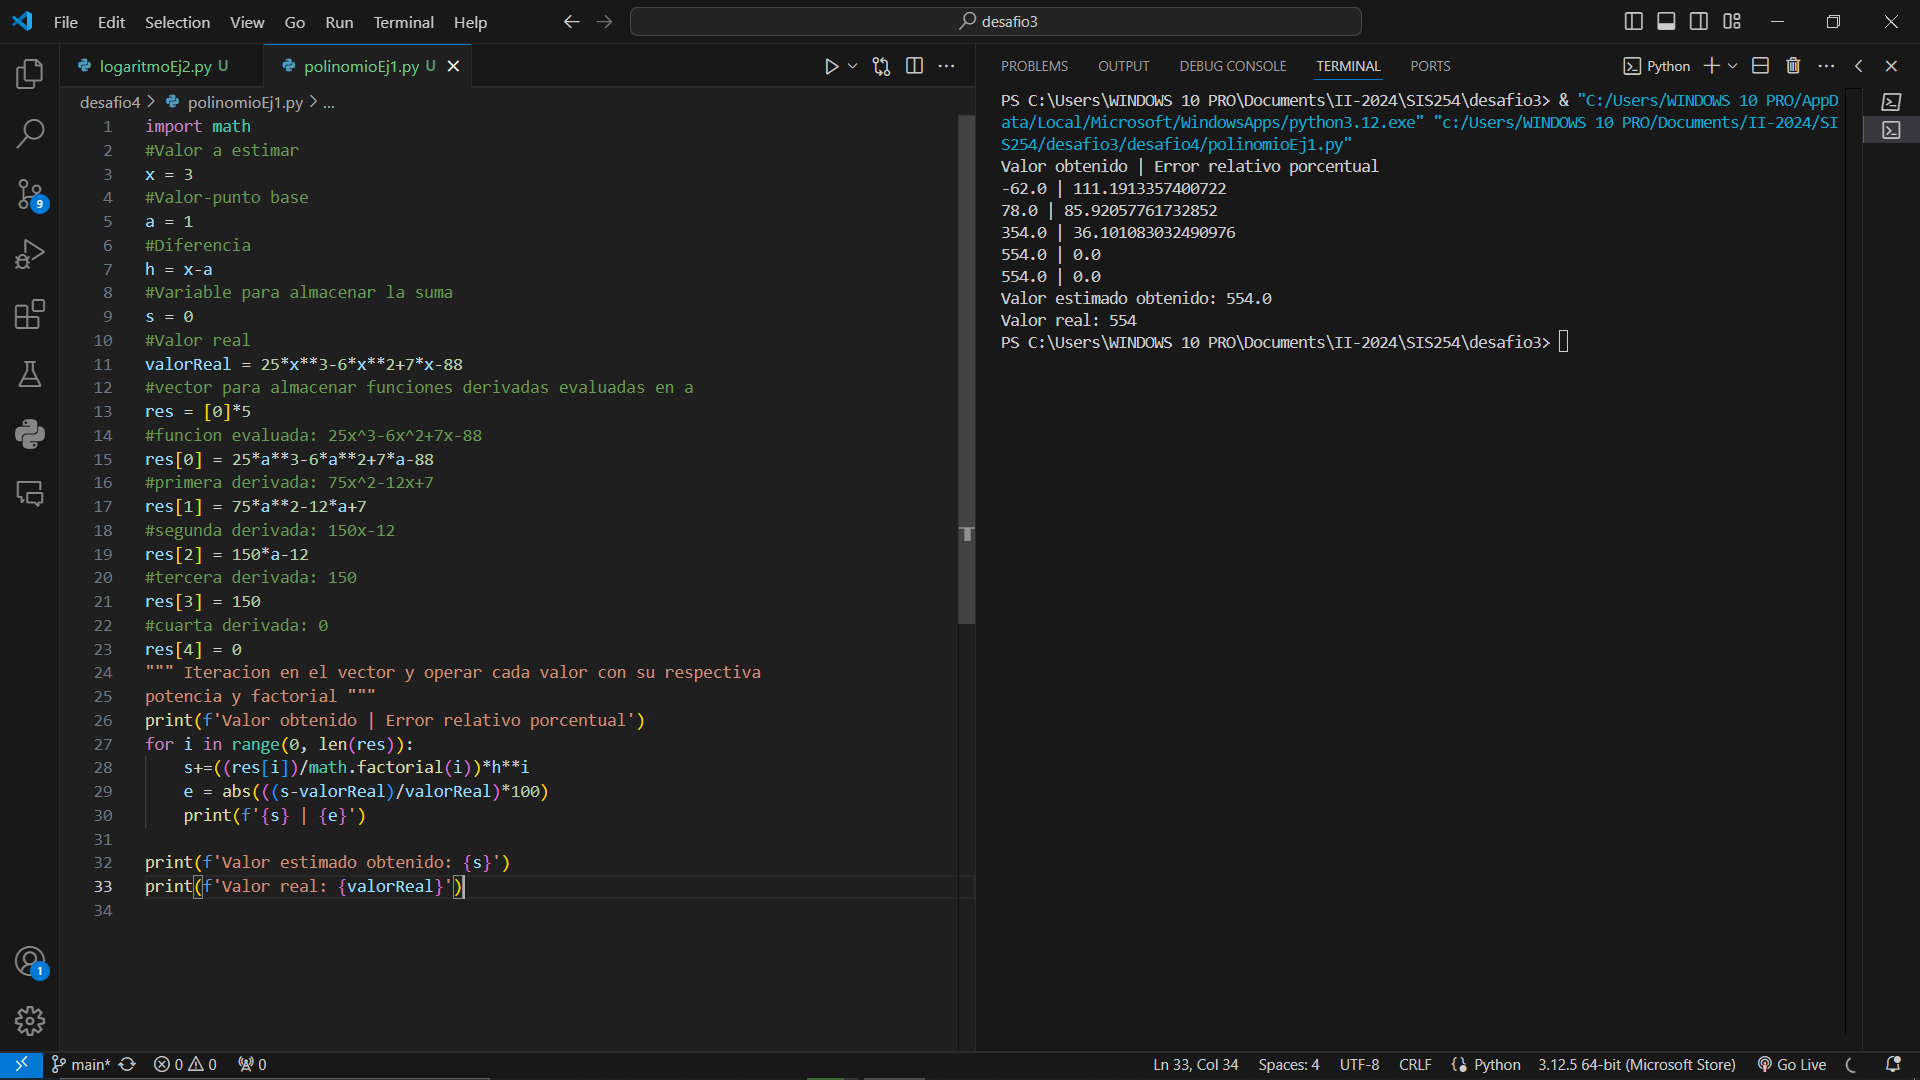 File Edit Selection View Go Run Terminal Help
desafio3
logaritmoEj2.py U
polinomioEj1.py U
desafio4 > polinomioEj1.py > ...
1 import math
2 #Valor a estimar
3 x = 3
4 #Valor-punto base
5 a = 1
6 #Diferencia
7 h = x-a
8 #Variable para almacenar la suma
9 s = 0
10 #Valor real
11 valorReal = 25*x**3-6*x**2+7*x-88
12 #vector para almacenar funciones derivadas evaluadas en a
13 res = [0]*5
14 #funcion evaluada: 25x^3-6x^2+7x-88
15 res[0] = 25*a**3-6*a**2+7*a-88
16 #primera derivada: 75x^2-12x+7
17 res[1] = 75*a**2-12*a+7
18 #segunda derivada: 150x-12
19 res[2] = 150*a-12
20 #tercera derivada: 150
21 res[3] = 150
22 #cuarta derivada: 0
23 res[4] = 0
24 """ Iteracion en el vector y operar cada valor con su respectiva
25 potencia y factorial """
26 print(f'Valor obtenido | Error relativo porcentual')
27 for i in range(0, len(res)):
28     s+=((res[i])/math.factorial(i))*h**i
29     e = abs(((s-valorReal)/valorReal)*100)
30     print(f'{s} | {e}')
31
32 print(f'Valor estimado obtenido: {s}')
33 print(f'Valor real: {valorReal}')
34
PROBLEMS OUTPUT DEBUG CONSOLE TERMINAL PORTS
Python
PS C:\Users\WINDOWS 10 PRO\Documents\II-2024\SIS254\desafio3> & "C:/Users/WINDOWS 10 PRO/AppD
ata/Local/Microsoft/WindowsApps/python3.12.exe" "c:/Users/WINDOWS 10 PRO/Documents/II-2024/SI
S254/desafio3/desafio4/polinomioEj1.py"
Valor obtenido | Error relativo porcentual
-62.0 | 111.1913357400722
78.0 | 85.92057761732852
354.0 | 36.101083032490976
554.0 | 0.0
554.0 | 0.0
Valor estimado obtenido: 554.0
Valor real: 554
PS C:\Users\WINDOWS 10 PRO\Documents\II-2024\SIS254\desafio3>
9
1
main* 0 0 0
Ln 33, Col 34 Spaces: 4 UTF-8 CRLF Python 3.12.5 64-bit (Microsoft Store) Go Live